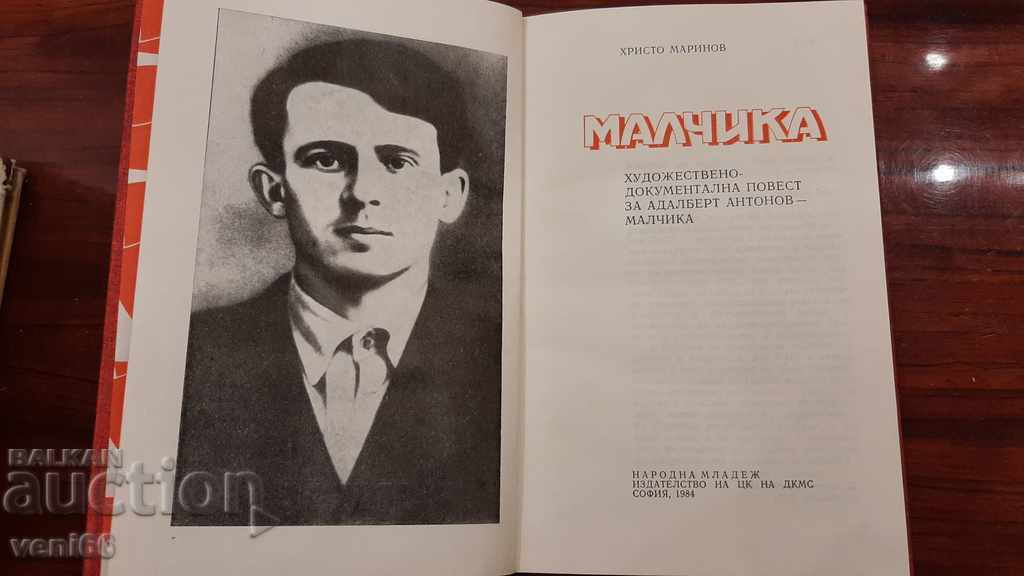 ХРИСТО МАРИНОВ
МАЛЧИКА
ХУДОЖЕСТВЕНО-
ДОКУМЕНТАЛНА ПОВЕСТ
ЗА АДАЛБЕРТ АНТОНОВ—
МАЛЧИКА
НАРОДНА МЛАДЕЖ
ИЗДАТЕЛСТВО НА ЦК НА ДКМС
СОФИЯ, 1984
BALKAN
auction
veni68